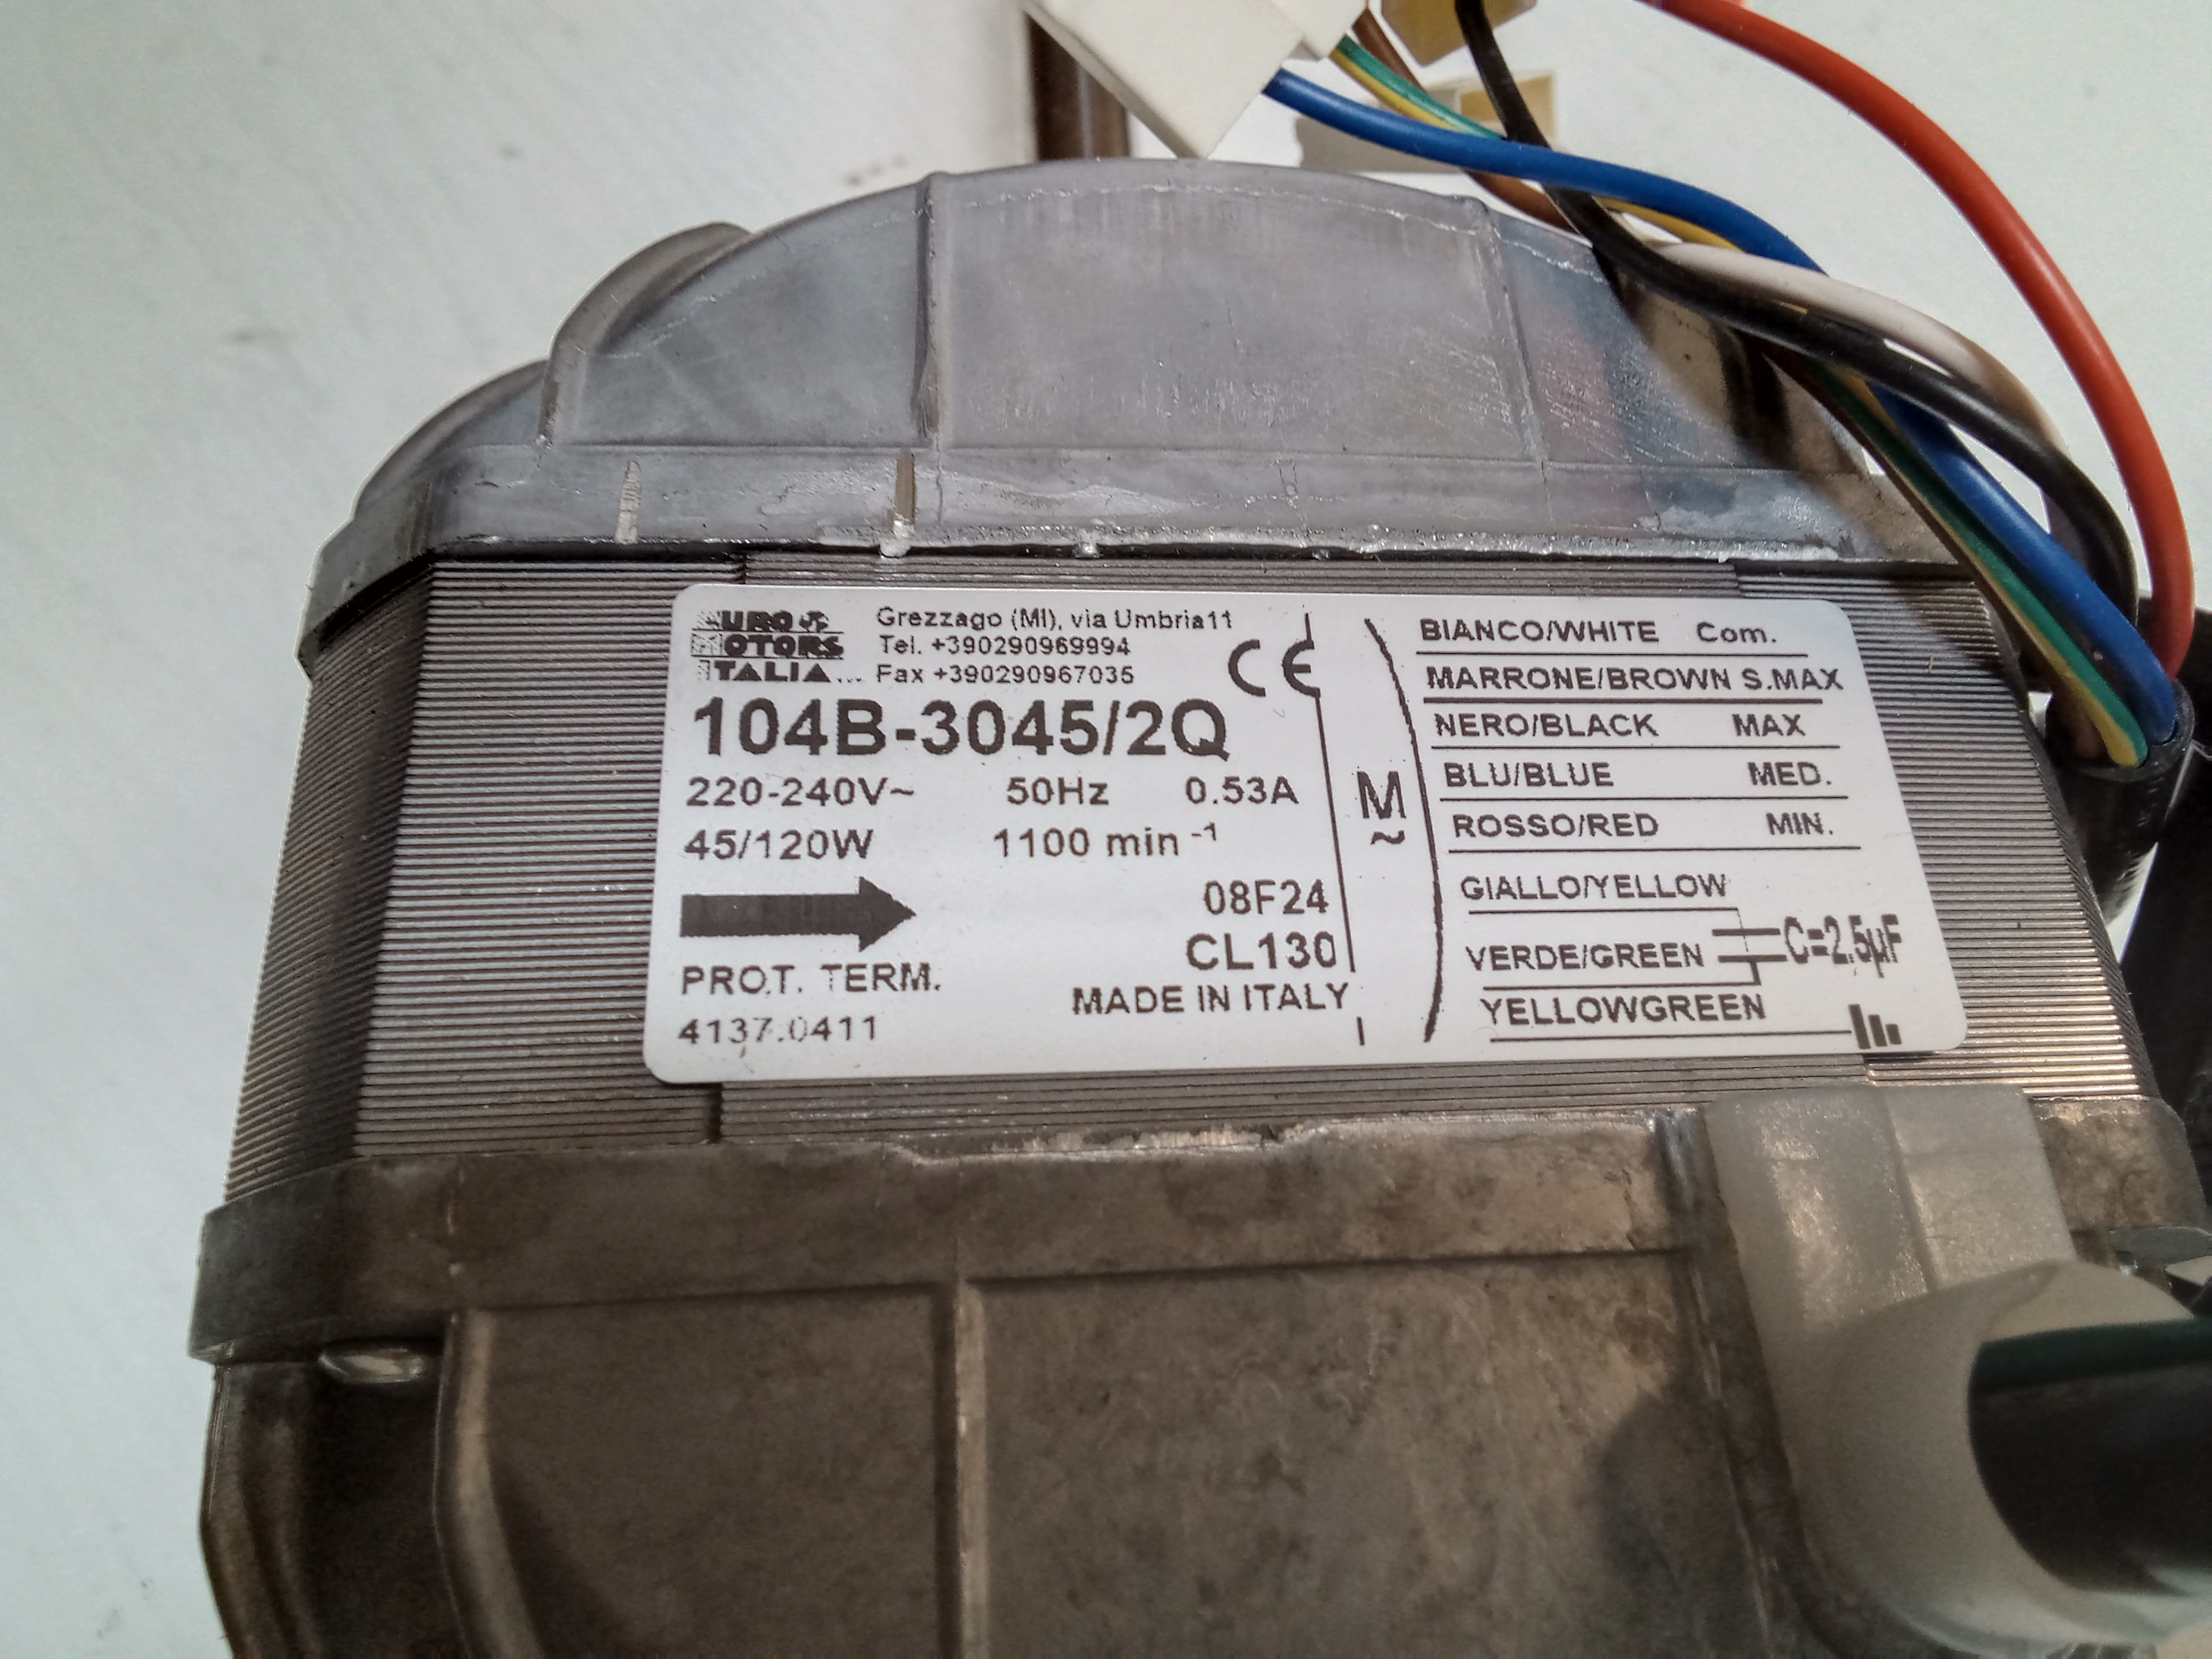 EURO
MOTORS
ITALIA
Grezzago (MI), via Umbria11
Tel. +390290969994
Fax +390290967035
CE
104B-3045/2Q
220-240V~ 50Hz 0.53A
45/120W 1100 min -1
08F24
CL130
PROT. TERM.
MADE IN ITALY
4137.0411
M
~
BIANCO/WHITE Com.
MARRONE/BROWN S.MAX
NERO/BLACK MAX
BLU/BLUE MED.
ROSSO/RED MIN.
GIALLO/YELLOW
VERDE/GREEN C=2.5µF
YELLOWGREEN